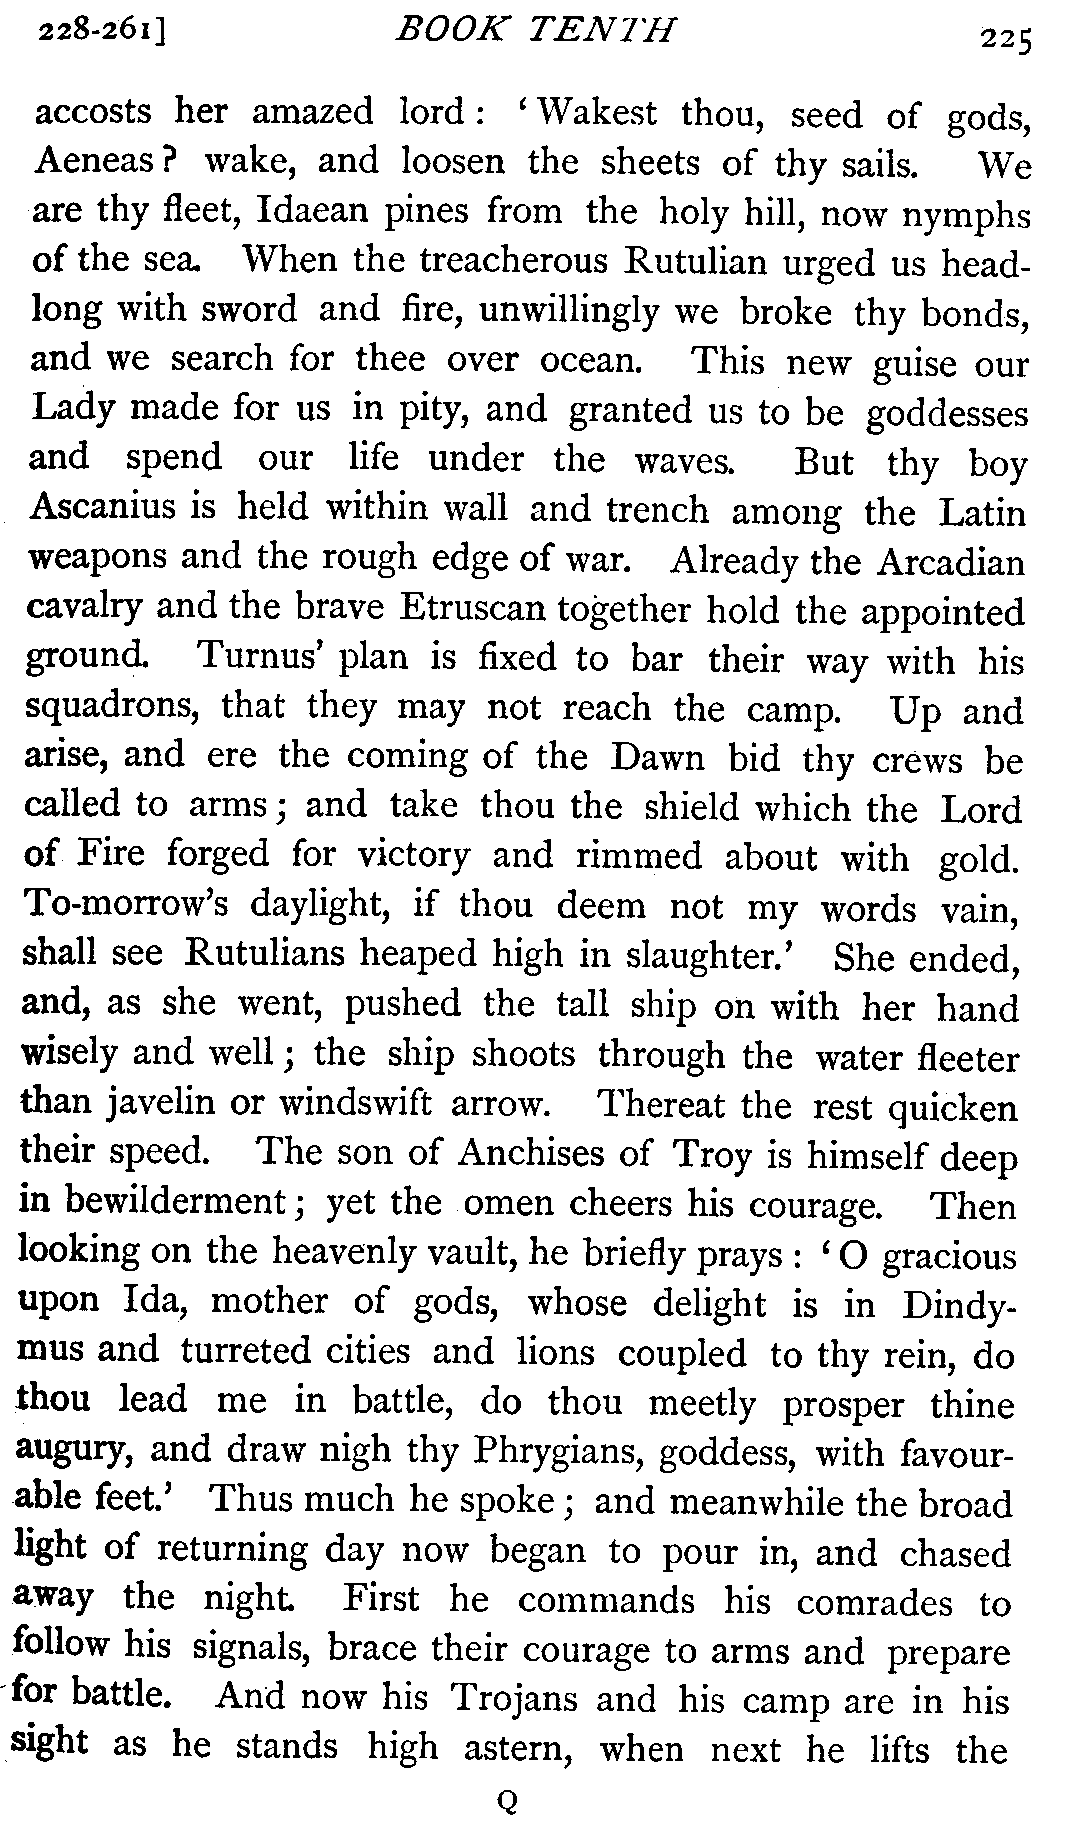 228-261] BOOK TENTH 225
accosts her amazed lord : ‘ Wakest thou, seed of gods,
Aeneas ? wake, and loosen the sheets of thy sails. We
are thy fleet, Idaean pines from the holy hill, now nymphs
of the sea. When the treacherous Rutulian urged us head-
long with sword and fire, unwillingly we broke thy bonds,
and we search for thee over ocean. This new guise our
Lady made for us in pity, and granted us to be goddesses
and spend our life under the waves. But thy boy
Ascanius is held within wall and trench among the Latin
weapons and the rough edge of war. Already the Arcadian
cavalry and the brave Etruscan together hold the appointed
ground. Turnus’ plan is fixed to bar their way with his
squadrons, that they may not reach the camp. Up and
arise, and ere the coming of the Dawn bid thy crews be
called to arms ; and take thou the shield which the Lord
of Fire forged for victory and rimmed about with gold.
To-morrow’s daylight, if thou deem not my words vain,
shall see Rutulians heaped high in slaughter.’ She ended,
and, as she went, pushed the tall ship on with her hand
wisely and well ; the ship shoots through the water fleeter
than javelin or windswift arrow. Thereat the rest quicken
their speed. The son of Anchises of Troy is himself deep
in bewilderment ; yet the omen cheers his courage. Then
looking on the heavenly vault, he briefly prays : ‘ O gracious
upon Ida, mother of gods, whose delight is in Dindy-
mus and turreted cities and lions coupled to thy rein, do
thou lead me in battle, do thou meetly prosper thine
augury, and draw nigh thy Phrygians, goddess, with favour-
able feet.’ Thus much he spoke ; and meanwhile the broad
light of returning day now began to pour in, and chased
away the night. First he commands his comrades to
follow his signals, brace their courage to arms and prepare
for battle. And now his Trojans and his camp are in his
sight as he stands high astern, when next he lifts the
Q